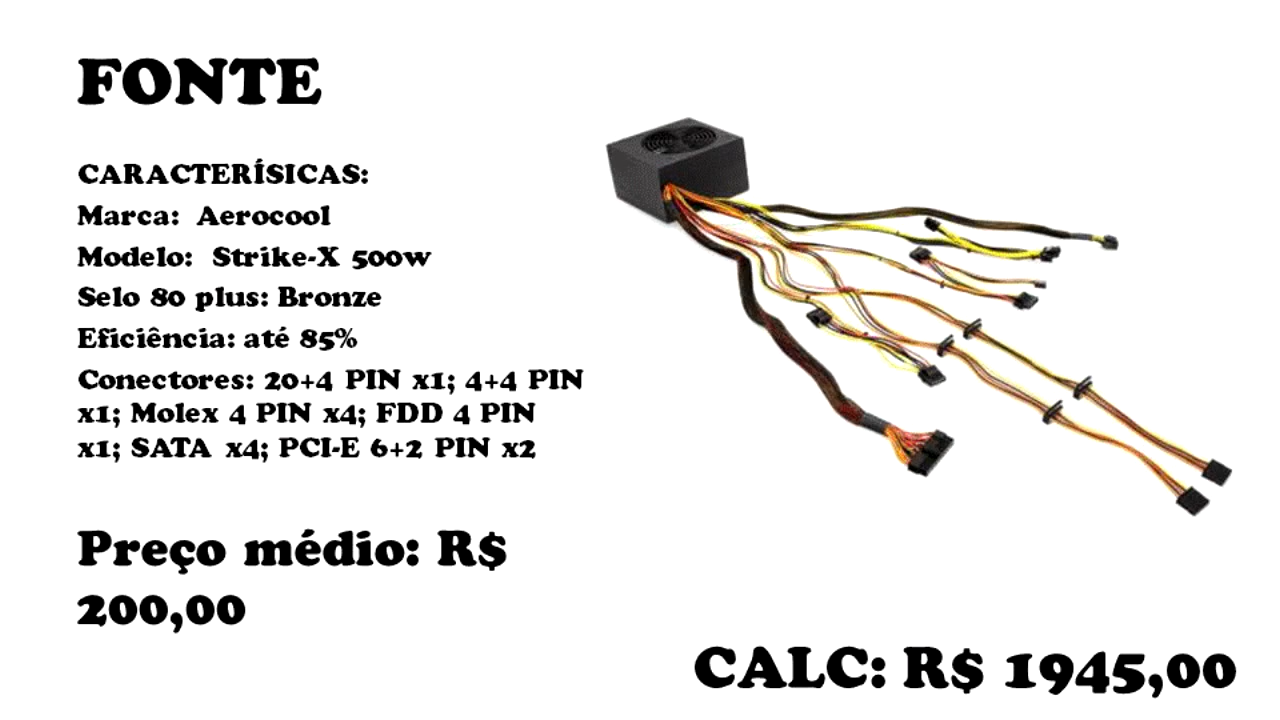 FONTE
CARACTERÍSICAS:
Marca: Aerocool
Modelo: Strike-X 500w
Selo 80 plus: Bronze
Eficiência: até 85%
Conectores: 20+4 PIN x1; 4+4 PIN
x1; Molex 4 PIN x4; FDD 4 PIN
x1; SATA x4; PCI-E 6+2 PIN x2
Preço médio: R$
200,00
CALC: R$ 1945,00